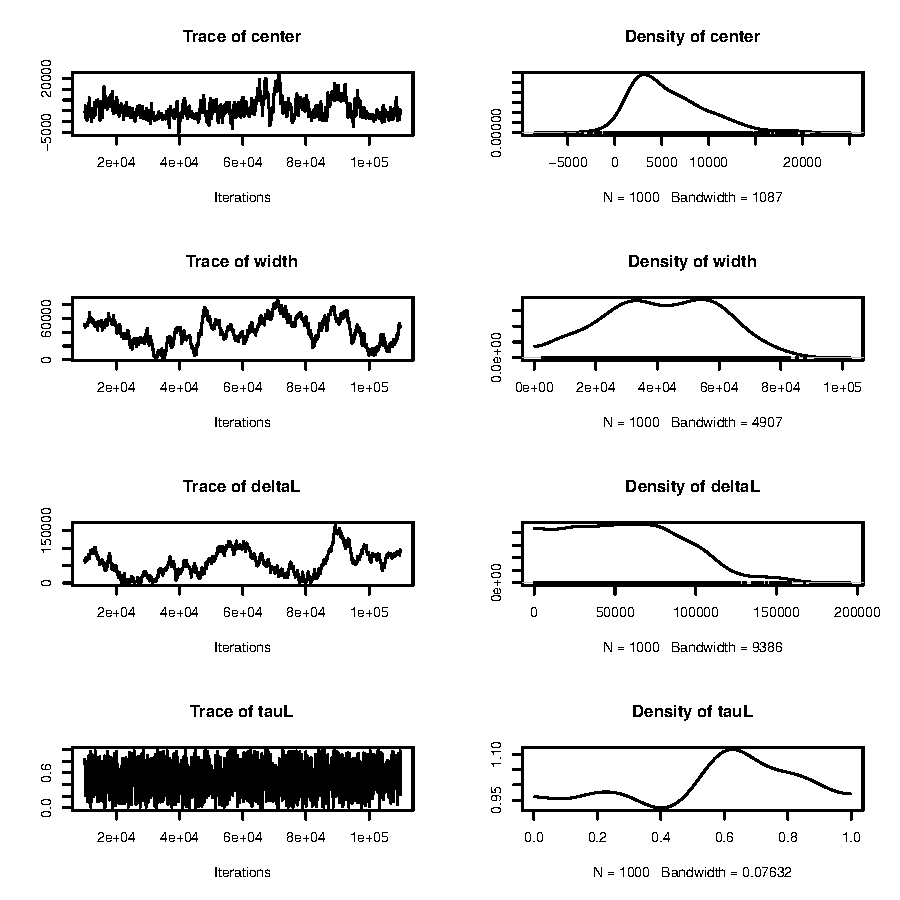 Trace of center
Density of center
−5000 20000
2e+04 4e+04 6e+04 8e+04 1e+05
Iterations
0.00000
−5000 0 5000 10000 20000
N = 1000 Bandwidth = 1087
Trace of width
Density of width
0 60000
2e+04 4e+04 6e+04 8e+04 1e+05
Iterations
0.0e+00
0e+00 2e+04 4e+04 6e+04 8e+04 1e+05
N = 1000 Bandwidth = 4907
Trace of deltaL
Density of deltaL
0 150000
2e+04 4e+04 6e+04 8e+04 1e+05
Iterations
0e+00
0 50000 100000 150000 200000
N = 1000 Bandwidth = 9386
Trace of tauL
Density of tauL
0.0 0.6
2e+04 4e+04 6e+04 8e+04 1e+05
Iterations
0.95 1.10
0.0 0.2 0.4 0.6 0.8 1.0
N = 1000 Bandwidth = 0.07632